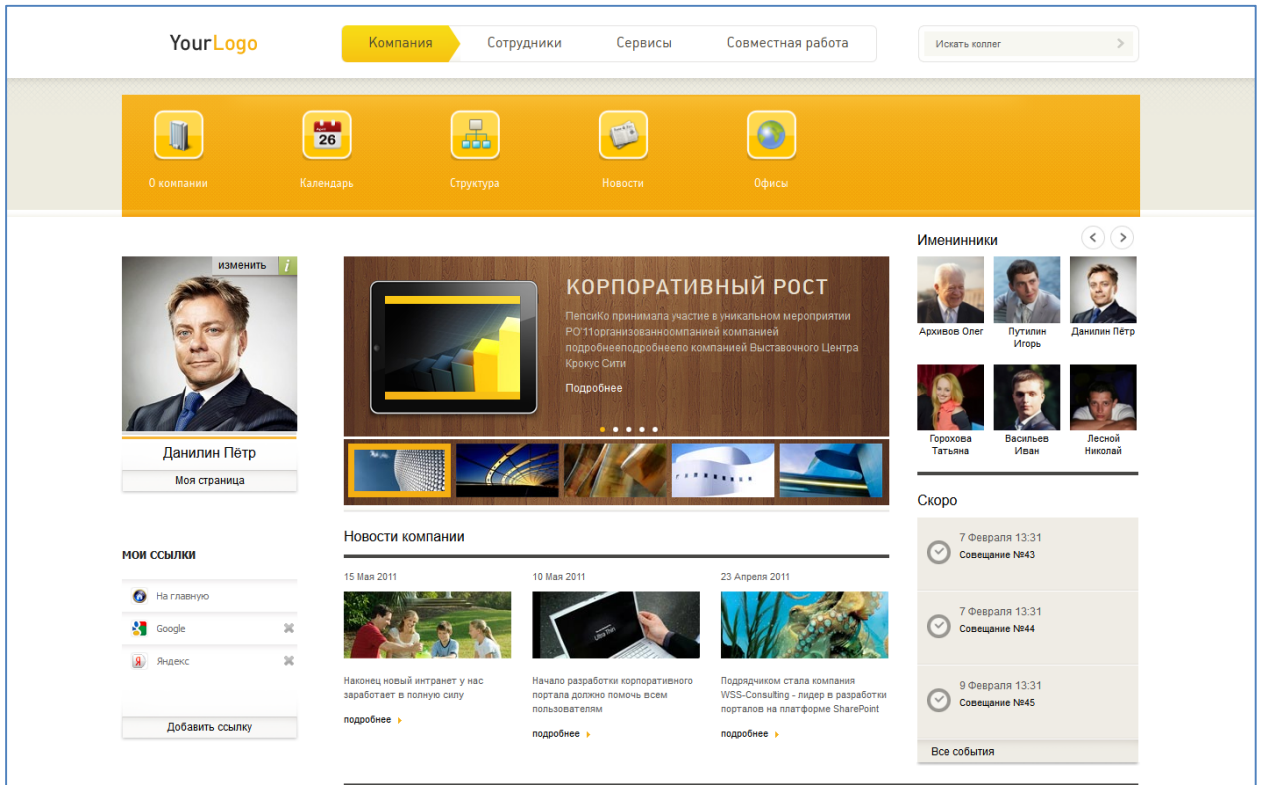 YourLogo
Компания
Сотрудники
Сервисы
Совместная работа
Искать коллег
О компании
26
Календарь
Структура
Новости
Офисы
изменить
i
Данилин Пётр
Моя страница
МОИ ССЫЛКИ
На главную
Google
Я
Яндекс
Добавить ссылку
КОРПОРАТИВНЫЙ РОСТ
ПепсиКо принимала участие в уникальном мероприятии
РО'11организованноомпанией компанией
подробнееподробнеепо компанией Выставочного Центра
Крокус Сити
Подробнее
Новости компании
15 Мая 2011
Наконец новый интранет у нас
заработает в полную силу
подробнее
10 Мая 2011
Ultra Thin
Начало разработки корпоративного
портала должно помочь всем
пользователям
подробнее
23 Апреля 2011
Подрядчиком стала компания
WSS-Consulting - лидер в разработки
порталов на платформе SharePoint
подробнее
Именинники
Архивов Олег
Путилин
Игорь
Данилин Пётр
Горохова
Татьяна
Васильев
Иван
Лесной
Николай
Скоро
7 Февраля 13:31
Совещание №43
7 Февраля 13:31
Совещание №44
9 Февраля 13:31
Совещание №45
Все события